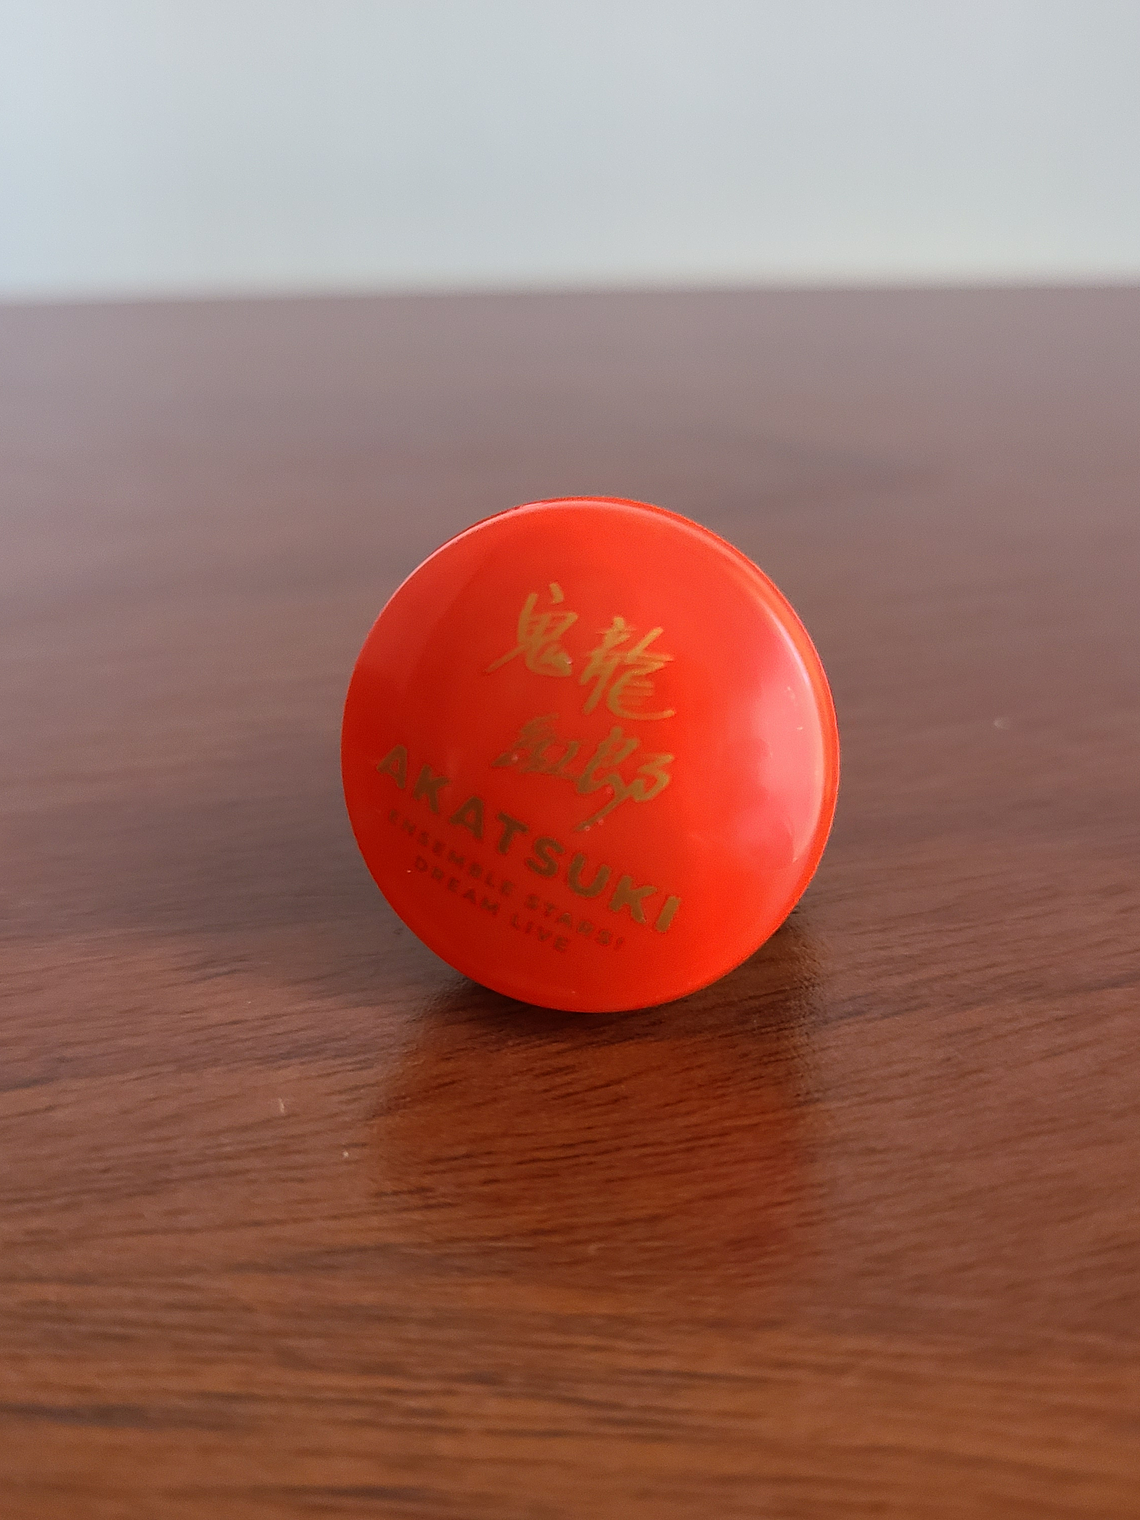 鬼龍
紅郎
AKATSUKI
ENSEMBLE STARS!
DREAM LIVE